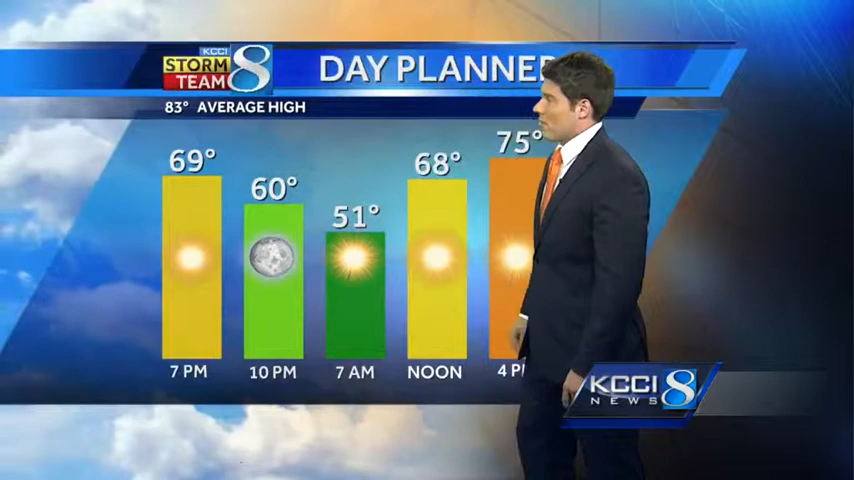 KCCI
STORM
TEAM
8
DAY PLANNE
83° AVERAGE HIGH
69° 60° 51° 68° 75°
7 PM 10 PM 7 AM NOON 4 P
KCCI 8
NEWS